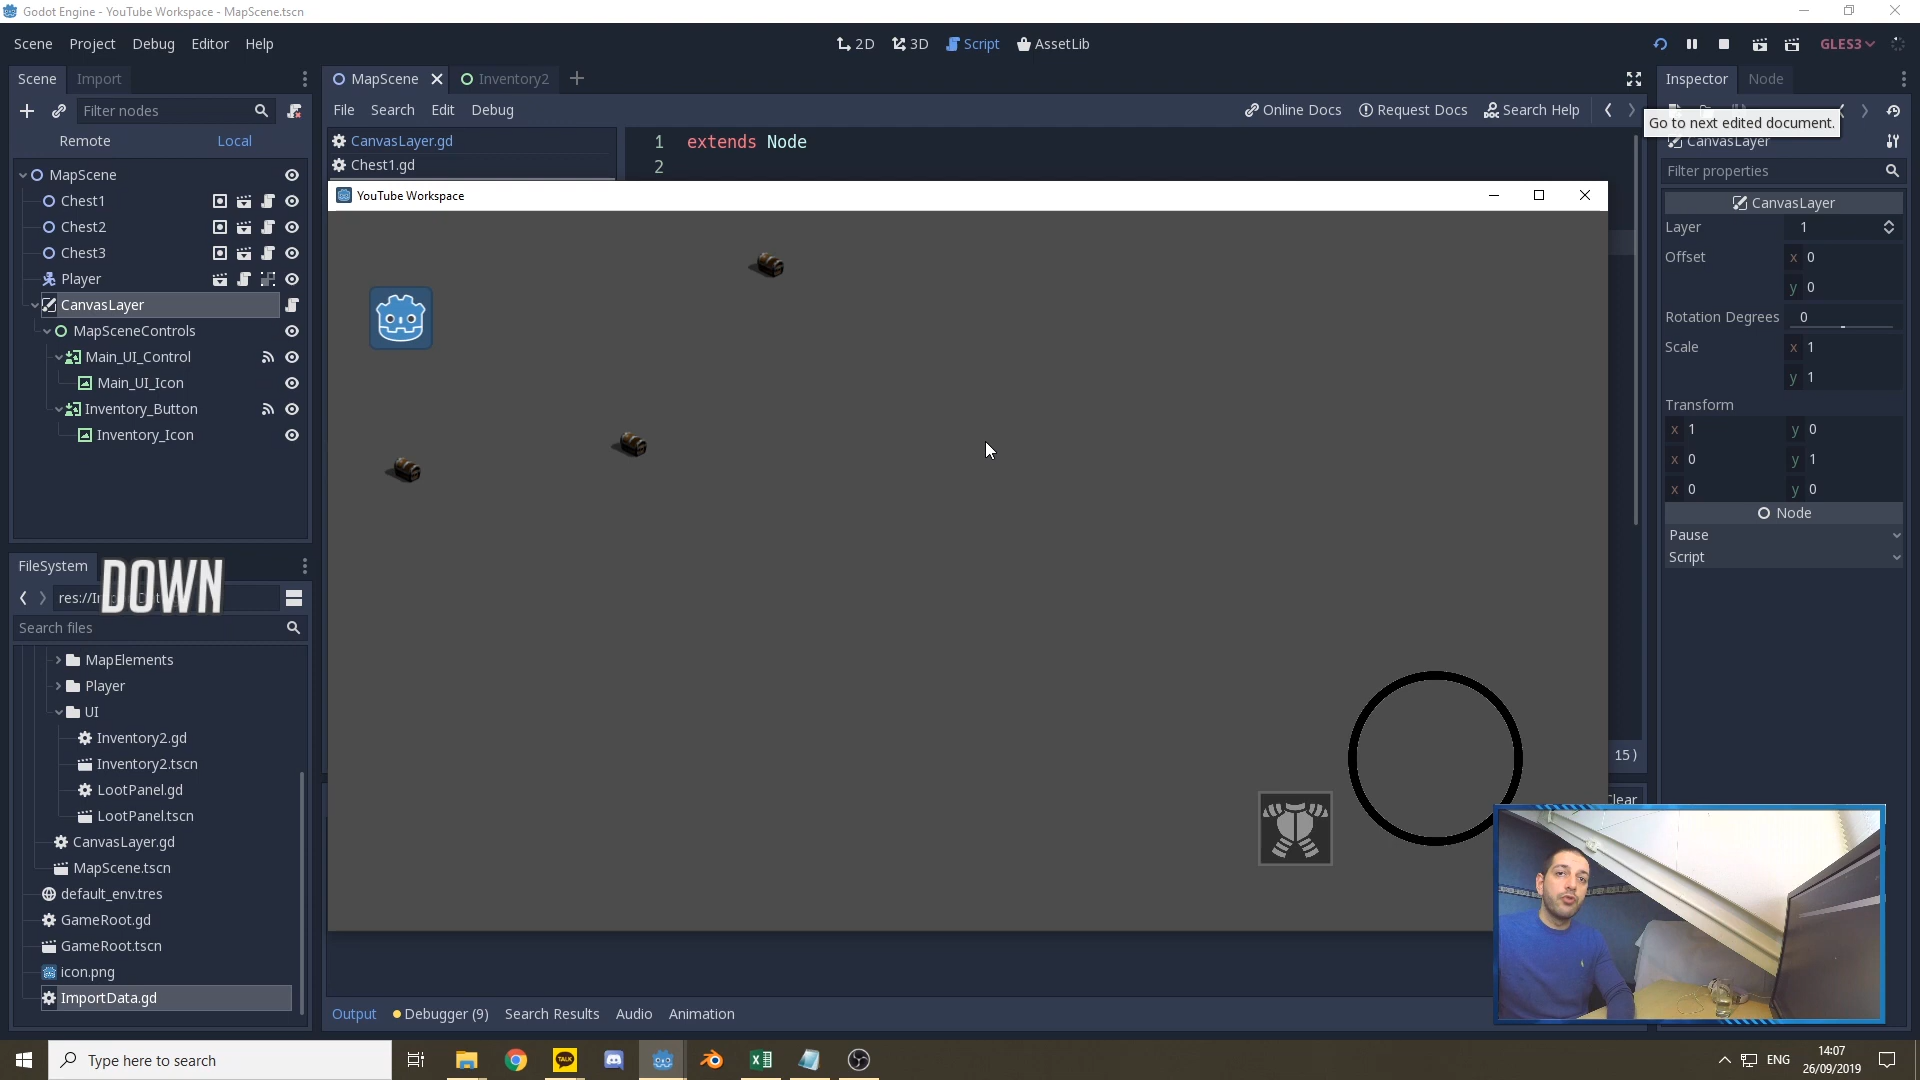 Godot Engine - YouTube Workspace - MapScene.tscn
Scene Project Debug Editor Help
2D 3D Script AssetLib
GLES3
Scene Import
MapScene Inventory2
Inspector Node
Filter nodes
File Search Edit Debug
Online Docs Request Docs Search Help
Go to next edited document.
Remote Local
CanvasLayer.gd
Chest1.gd
1 extends Node
2
CanvasLayer
Filter properties
MapScene
Chest1
Chest2
Chest3
Player
CanvasLayer
MapSceneControls
Main_UI_Control
Main_UI_Icon
Inventory_Button
Inventory_Icon
YouTube Workspace
CanvasLayer
Layer 1
Offset x 0
y 0
Rotation Degrees 0
Scale x 1
y 1
Transform
x 1 y 0
x 0 y 1
x 0 y 0
Node
Pause
Script
FileSystem
DOWN
Search files
MapElements
Player
UI
Inventory2.gd
Inventory2.tscn
LootPanel.gd
LootPanel.tscn
CanvasLayer.gd
MapScene.tscn
default_env.tres
GameRoot.gd
GameRoot.tscn
icon.png
ImportData.gd
15)
Clear
Output Debugger (9) Search Results Audio Animation
Type here to search
TALK
ENG
14:07
26/09/2019